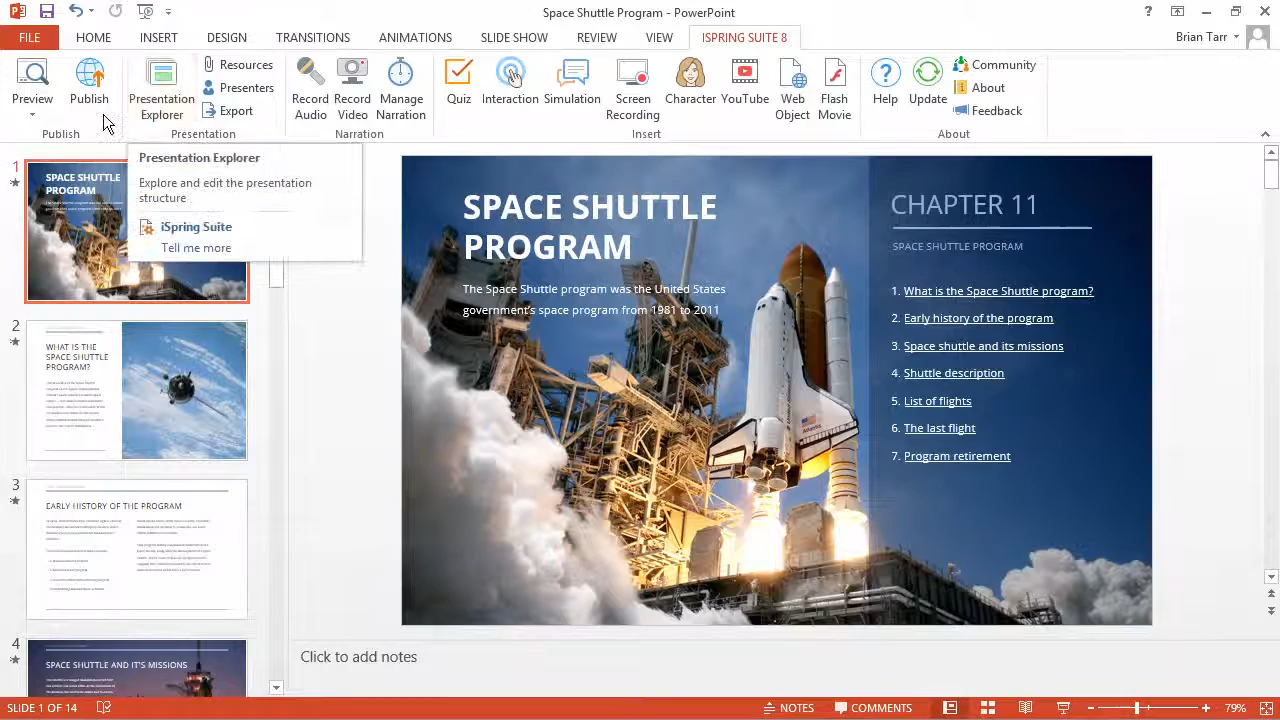 Space Shuttle Program - PowerPoint
FILE
HOME
INSERT
DESIGN
TRANSITIONS
ANIMATIONS
SLIDE SHOW
REVIEW
VIEW
ISPRING SUITE 8
Brian Tarr
Preview
Publish
Publish
Presentation
Explorer
Resources
Presenters
Export
Presentation
Record
Audio
Record
Video
Manage
Narration
Narration
Quiz
Interaction
Simulation
Screen
Recording
Character
YouTube
Web
Object
Flash
Movie
Insert
Help
Update
Community
About
Feedback
About
Presentation Explorer
Explore and edit the presentation
structure
iSpring Suite
Tell me more
1
SPACE SHUTTLE
PROGRAM
2
WHAT IS THE
SPACE SHUTTLE
PROGRAM?
3
EARLY HISTORY OF THE PROGRAM
4
SPACE SHUTTLE AND IT'S MISSIONS
SPACE SHUTTLE
PROGRAM
The Space Shuttle program was the United States
government's space program from 1981 to 2011
CHAPTER 11
SPACE SHUTTLE PROGRAM
1. What is the Space Shuttle program?
2. Early history of the program
3. Space shuttle and its missions
4. Shuttle description
5. List of flights
6. The last flight
7. Program retirement
Atlantis
Click to add notes
SLIDE 1 OF 14
NOTES
COMMENTS
79%